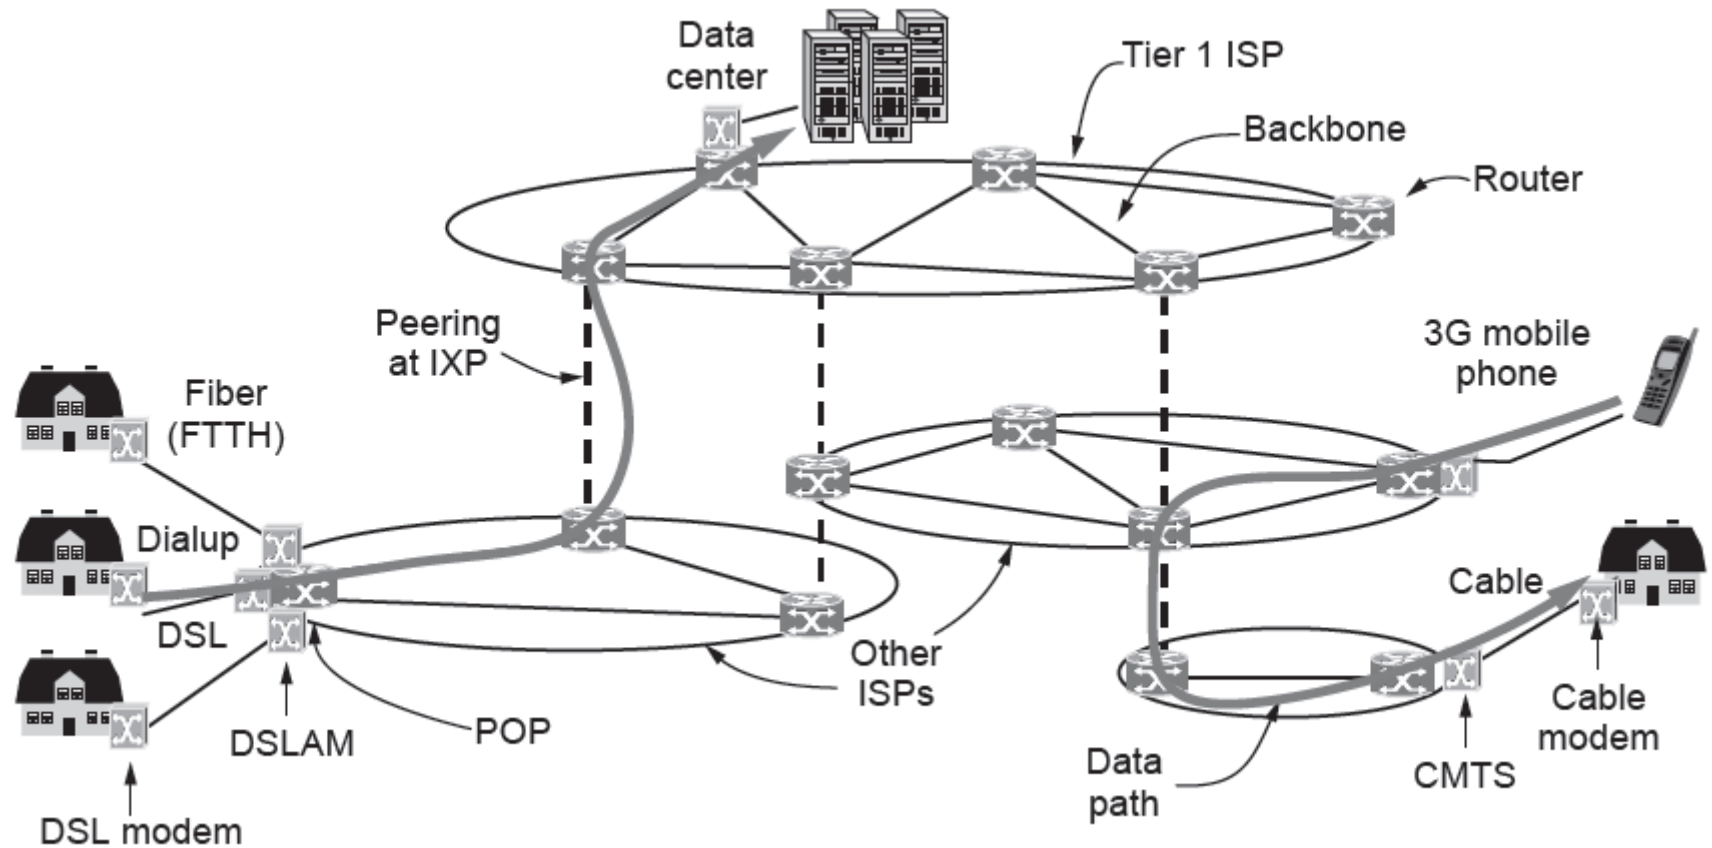 Data
center
Tier 1 ISP
Backbone
Router
Peering
at IXP
3G mobile
phone
Fiber
(FTTH)
Dialup
DSL
Other
ISPs
Cable
POP
DSLAM
Cable
modem
Data
path
CMTS
DSL modem